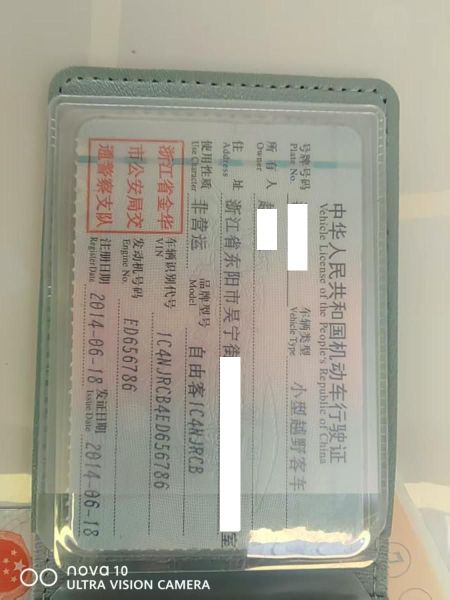 中华人民共和国机动车行驶证
Vehicle License of the People's Republic of China
号牌号码
Plate No.
车辆类型 小型越野客车
Vehicle Type
所有人
Owner
住址 浙江省东阳市吴宁街
Address
室
使用性质 非营运
Use Character
品牌型号 自由客1C4NJRCB
Model
浙江省金华
市公安局交
通警察支队
车辆识别代号 1C4NJRCB4ED656786
VIN
发动机号码 ED656786
Engine No.
注册日期 2014-06-18
Register Date
发证日期 2014-06-18
Issue Date
nova 10
ULTRA VISION CAMERA